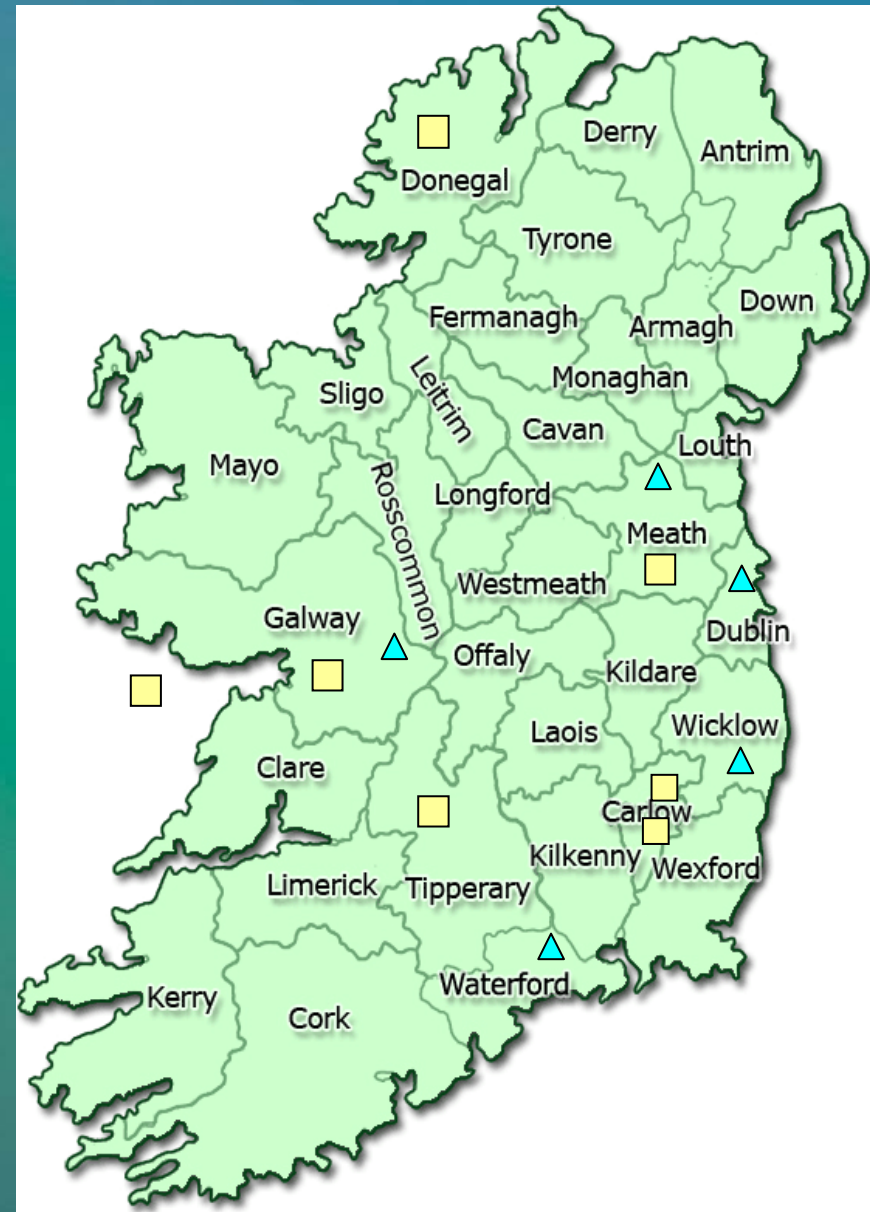 Derry
Antrim
Donegal
Tyrone
Down
Fermanagh
Armagh
Monaghan
Leitrim
Sligo
Cavan
Louth
Mayo
Longford
Rosscommon
Meath
Westmeath
Galway
Dublin
Offaly
Kildare
Wicklow
Laois
Clare
Carlow
Kilkenny
Wexford
Limerick
Tipperary
Waterford
Kerry
Cork